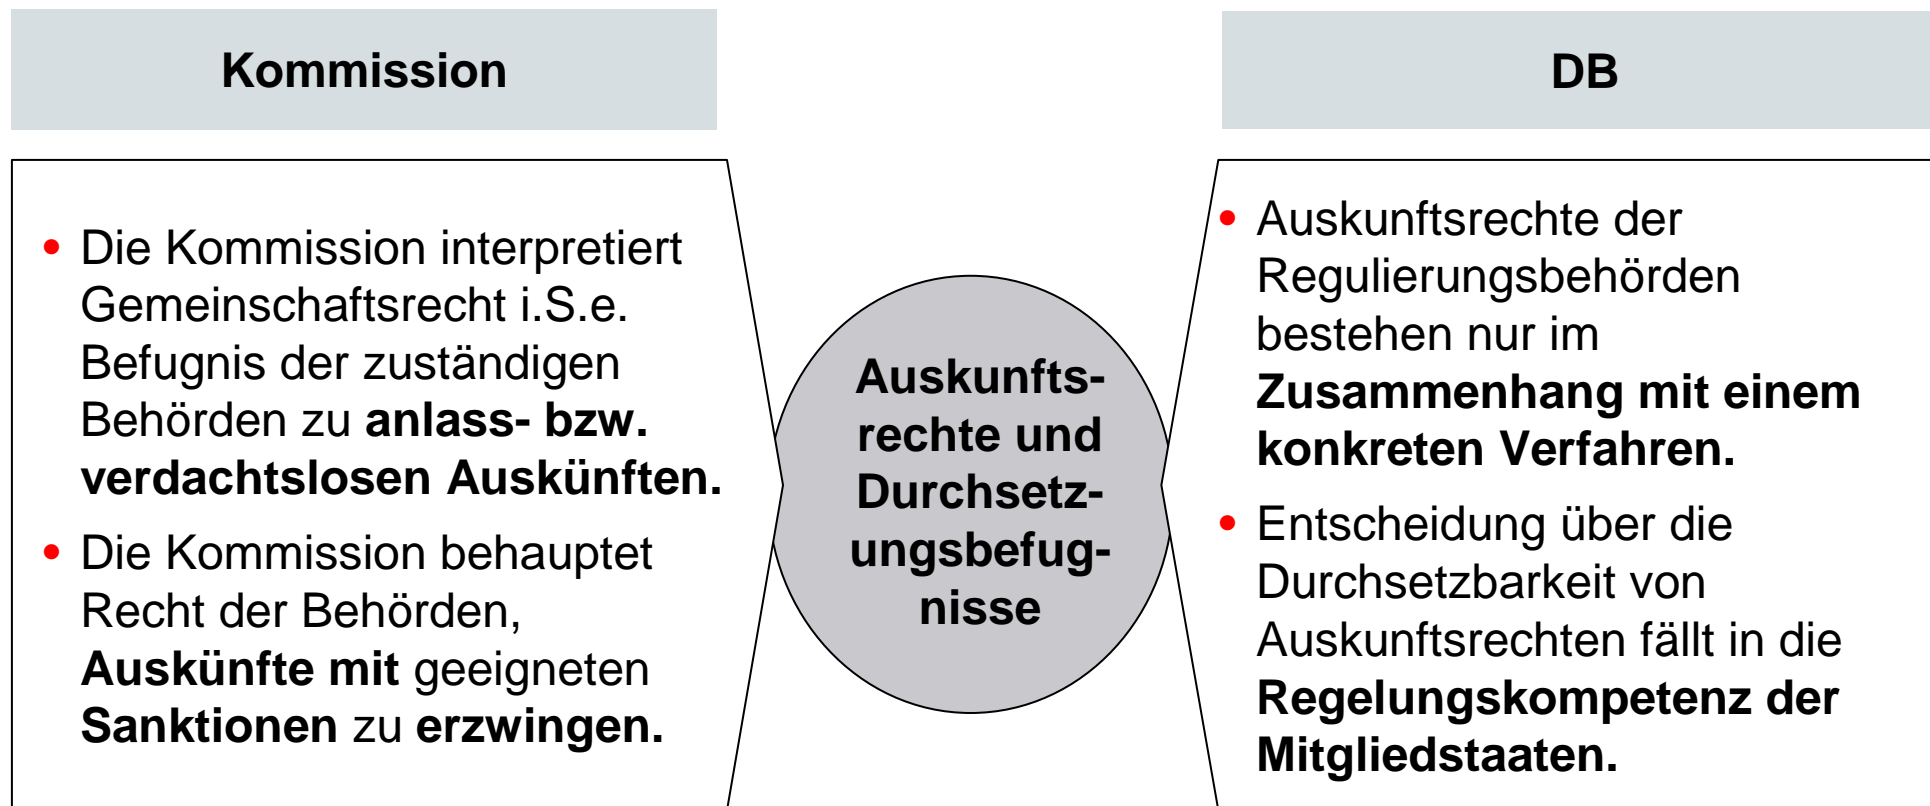 Kommission
• Die Kommission interpretiert
Gemeinschaftsrecht i.S.e.
Befugnis der zuständigen
Behörden zu anlass- bzw.
verdachtslosen Auskünften.
• Die Kommission behauptet
Recht der Behörden,
Auskünfte mit geeigneten
Sanktionen zu erzwingen.
Auskunfts-
rechte und
Durchsetz-
ungsbefug-
nisse
DB
• Auskunftsrechte der
Regulierungsbehörden
bestehen nur im
Zusammenhang mit einem
konkreten Verfahren.
• Entscheidung über die
Durchsetzbarkeit von
Auskunftsrechten fällt in die
Regelungskompetenz der
Mitgliedstaaten.